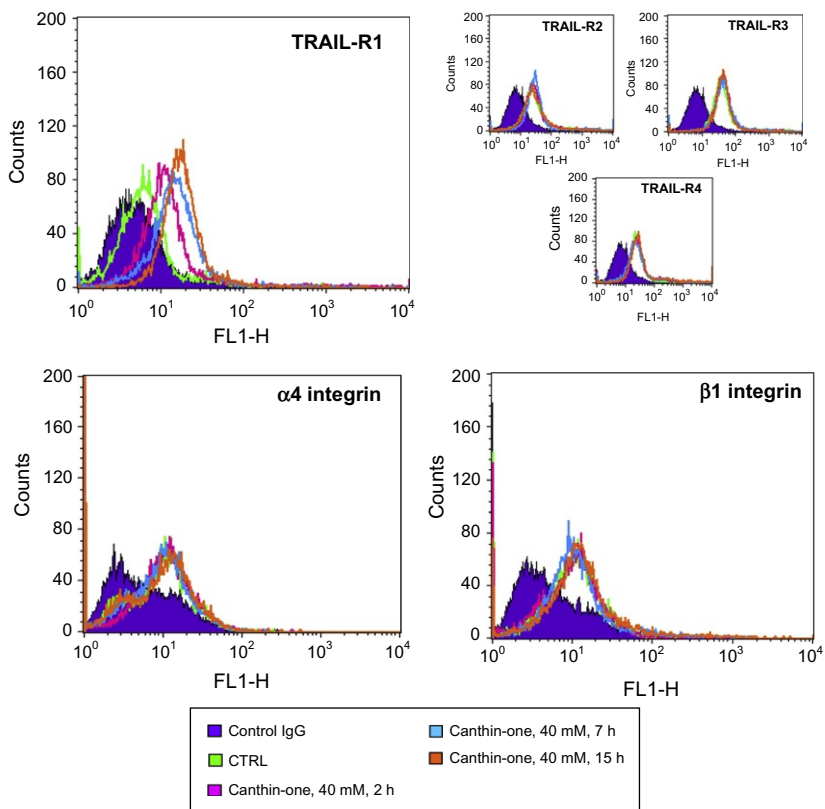 TRAIL-R1
200
160
120
80
40
0
Counts
10⁰ 10¹ 10² 10³ 10⁴
FL1-H
TRAIL-R2
200
160
120
80
40
0
Counts
10⁰ 10¹ 10² 10³ 10⁴
FL1-H
TRAIL-R3
200
160
120
80
40
0
Counts
10⁰ 10¹ 10² 10³ 10⁴
FL1-H
TRAIL-R4
200
160
120
80
40
0
Counts
10⁰ 10¹ 10² 10³ 10⁴
FL1-H
α4 integrin
200
160
120
80
40
0
Counts
10⁰ 10¹ 10² 10³ 10⁴
FL1-H
β1 integrin
200
160
120
80
40
0
Counts
10⁰ 10¹ 10² 10³ 10⁴
FL1-H
Control IgG
CTRL
Canthin-one, 40 mM, 2 h
Canthin-one, 40 mM, 7 h
Canthin-one, 40 mM, 15 h